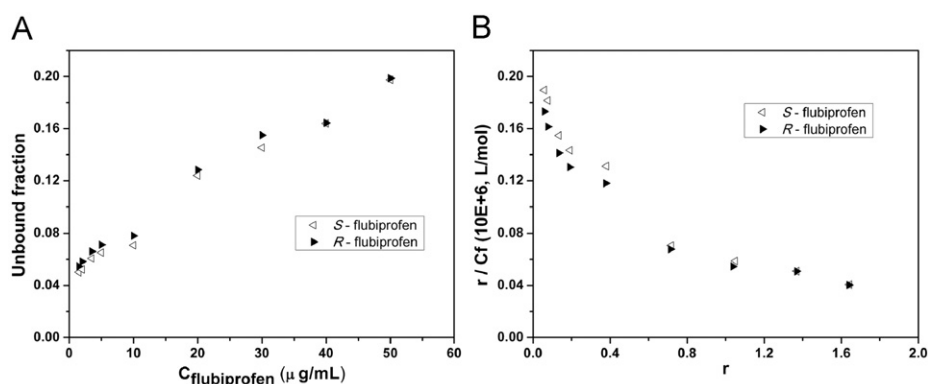 A
Unbound fraction
0.20
0.16
0.12
0.08
0.04
0.00
S - flubiprofen
R - flubiprofen
0 10 20 30 40 50 60
Cflubiprofen (μ g/mL)
B
r / Cf (10E+6, L/mol)
0.20
0.16
0.12
0.08
0.04
0.00
S - flubiprofen
R - flubiprofen
0.0 0.4 0.8 1.2 1.6 2.0
r